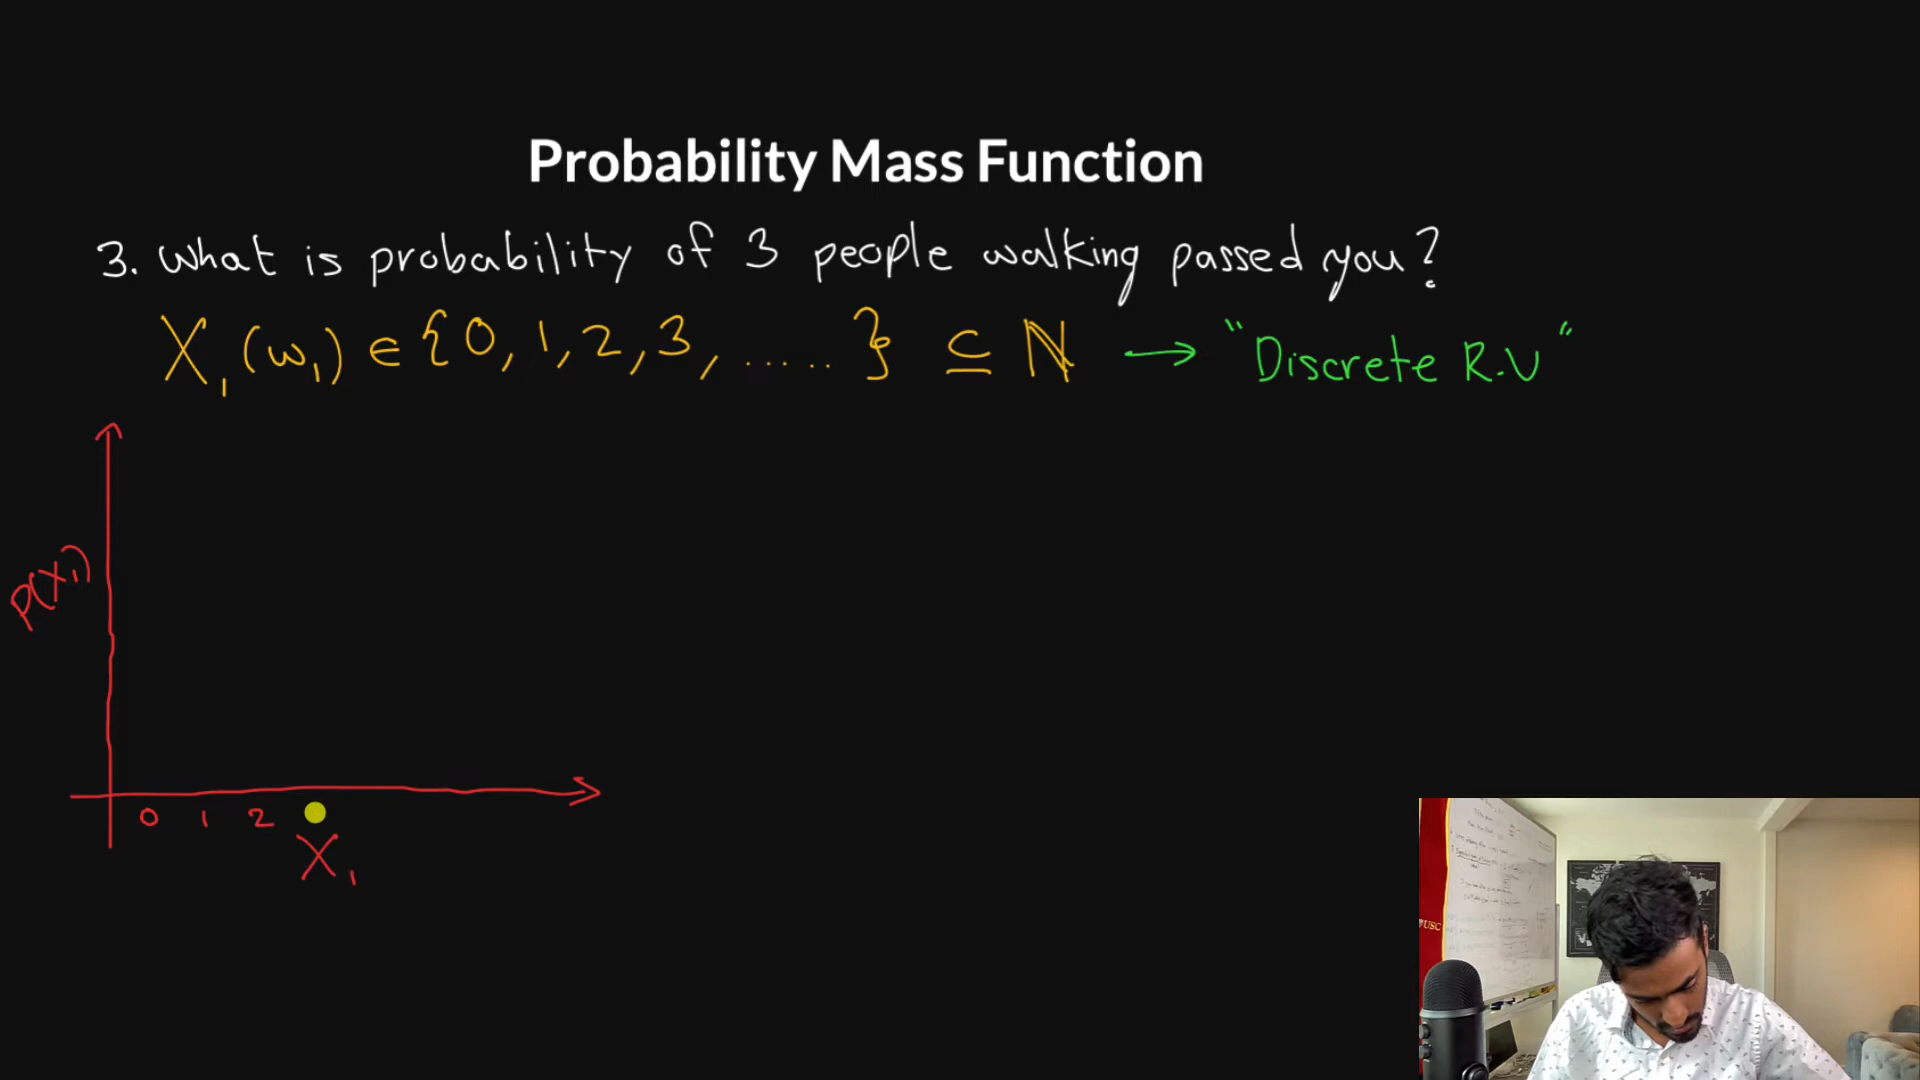 Probability Mass Function
3. What is probability of 3 people walking passed you?
X₁(ω₁) ∈ {0, 1, 2, 3, .....} ⊆ ℕ → "Discrete R.V"
P(X₁)
0 1 2
X₁
USC